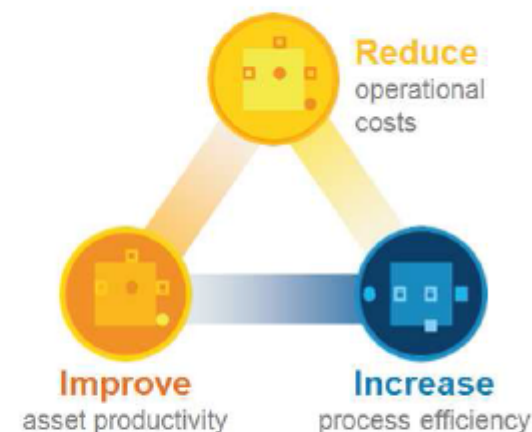 Reduce
operational
costs
Improve
asset productivity
Increase
process efficiency